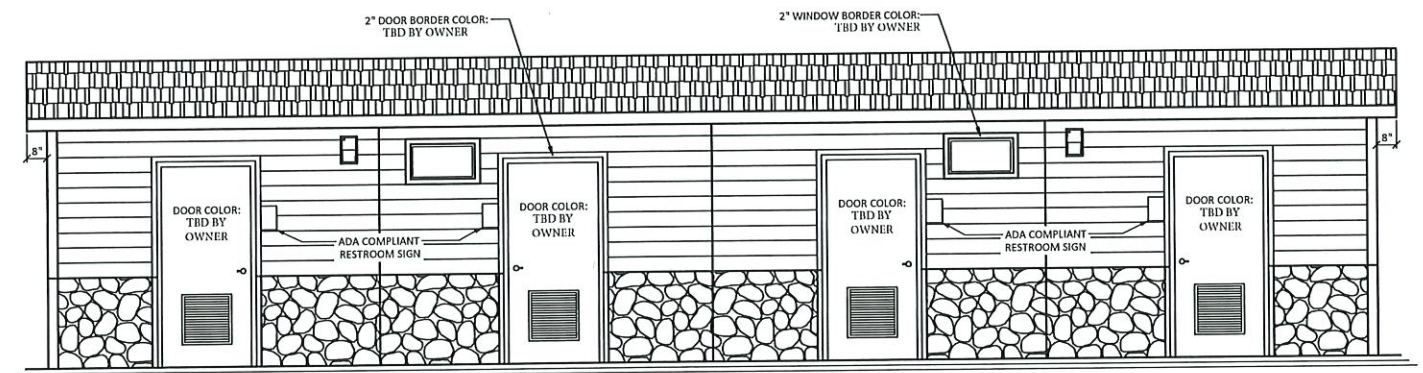 2" DOOR BORDER COLOR:
TBD BY OWNER
2" WINDOW BORDER COLOR:
TBD BY OWNER
8"
8"
DOOR COLOR:
TBD BY
OWNER
DOOR COLOR:
TBD BY
OWNER
DOOR COLOR:
TBD BY
OWNER
DOOR COLOR:
TBD BY
OWNER
ADA COMPLIANT
RESTROOM SIGN
ADA COMPLIANT
RESTROOM SIGN